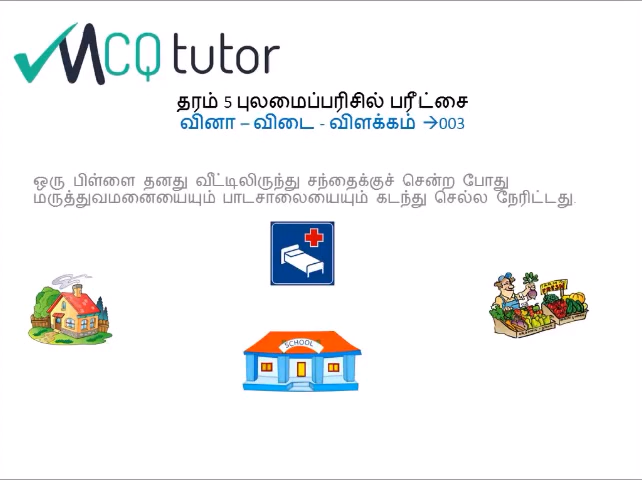 MCQ tutor
தரம் 5 புலமைப்பரிசில் பரீட்சை
வினா – விடை - விளக்கம் →003
ஒரு பிள்ளை தனது வீட்டிலிருந்து சந்தைக்குச் சென்ற போது
மருத்துவமனையையும் பாடசாலையையும் கடந்து செல்ல நேரிட்டது.
SCHOOL